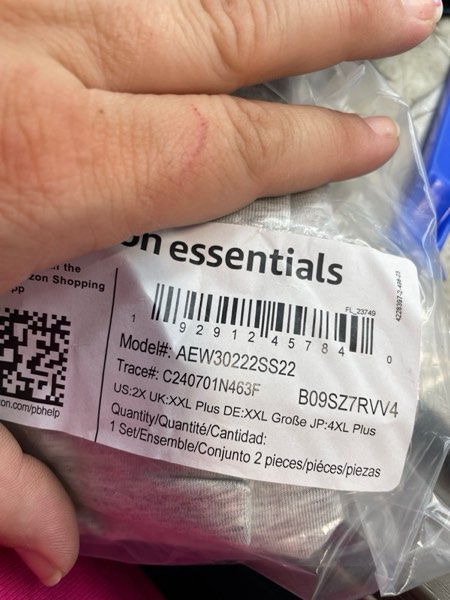 on essentials
the
zon Shopping
pp
on.com/pbhelp
FL_23749
1 92912 45784 0
Model#: AEW30222SS22
Trace#: C240701N463F
B09SZ7RVV4
US:2X UK:XXL Plus DE:XXL Große JP:4XL Plus
Quantity/Quantité/Cantidad:
1 Set/Ensemble/Conjunto 2 pieces/piéces/piezas